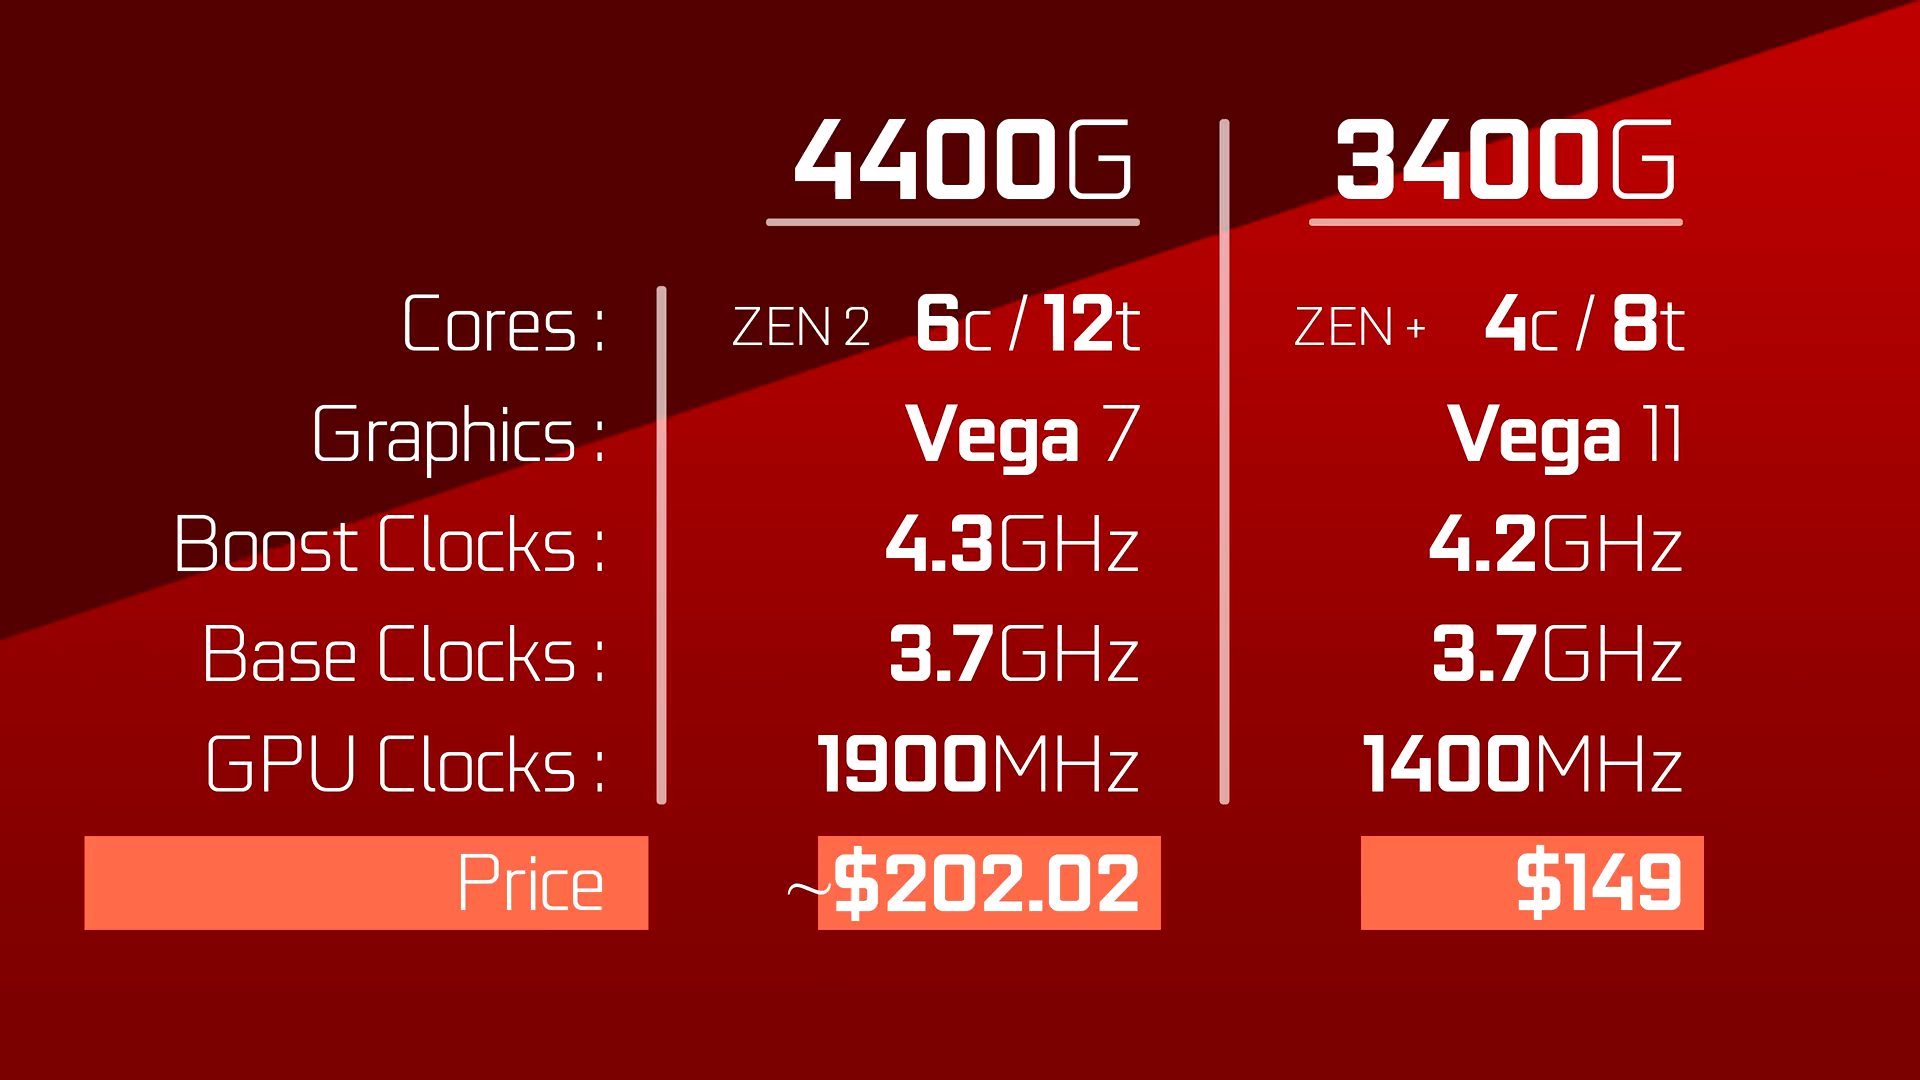 4400G 3400G
Cores : ZEN 2 6c / 12t ZEN + 4c / 8t
Graphics : Vega 7 Vega 11
Boost Clocks : 4.3GHz 4.2GHz
Base Clocks : 3.7GHz 3.7GHz
GPU Clocks : 1900MHz 1400MHz
Price ~$202.02 $149